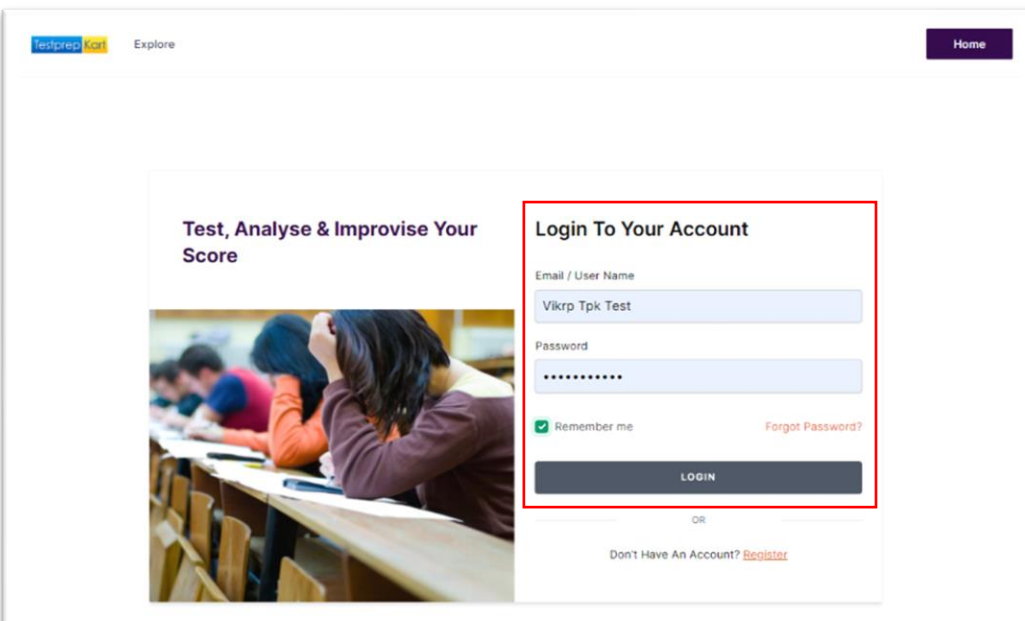 Testprep Kart
Explore
Home
Test, Analyse & Improvise Your
Score
Login To Your Account
Email / User Name
Vikrp Tpk Test
Password
•••••••••••
Remember me
Forgot Password?
LOGIN
OR
Don't Have An Account? Register